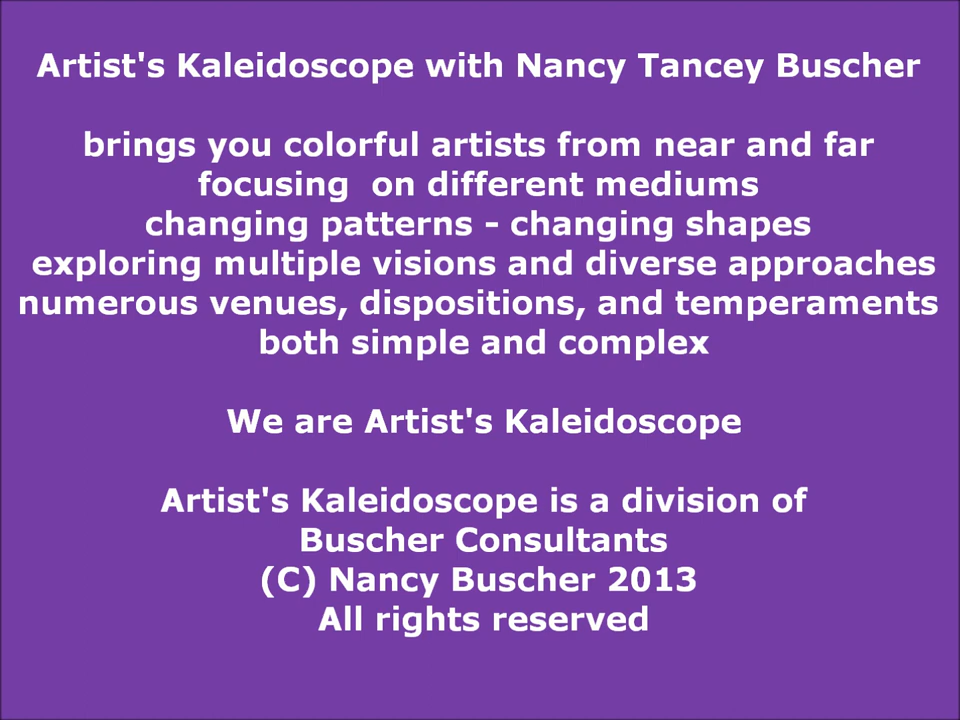 Artist's Kaleidoscope with Nancy Tancey Buscher
brings you colorful artists from near and far
focusing  on different mediums
changing patterns - changing shapes
exploring multiple visions and diverse approaches
numerous venues, dispositions, and temperaments
both simple and complex
We are Artist's Kaleidoscope
Artist's Kaleidoscope is a division of
Buscher Consultants
(C) Nancy Buscher 2013
All rights reserved